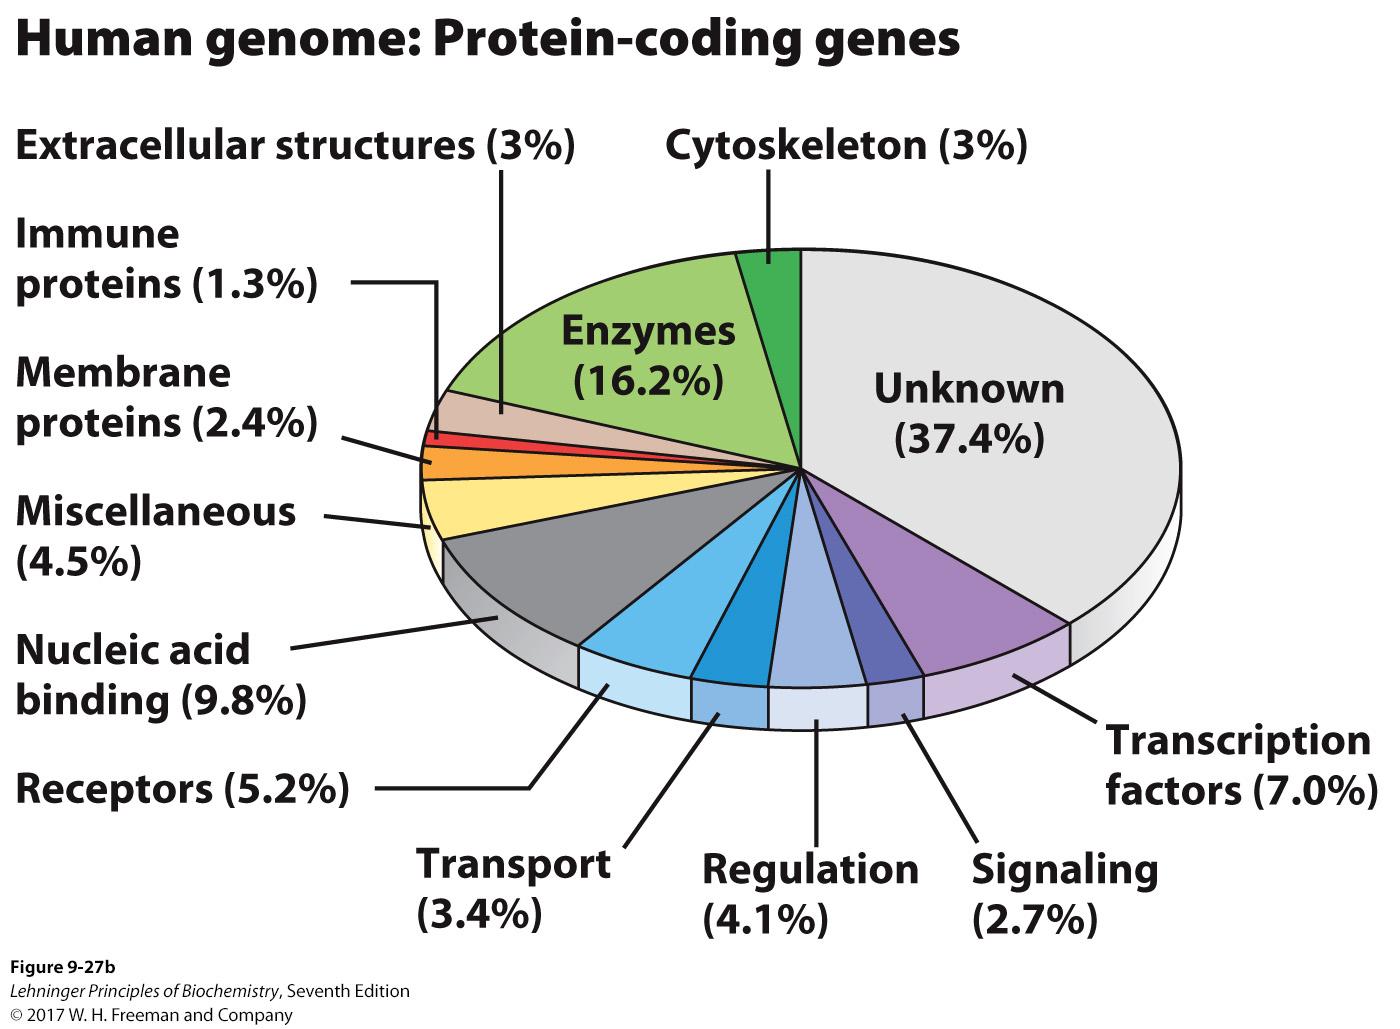 Human genome: Protein-coding genes
Extracellular structures (3%)
Cytoskeleton (3%)
Immune
proteins (1.3%)
Enzymes
(16.2%)
Unknown
(37.4%)
Membrane
proteins (2.4%)
Miscellaneous
(4.5%)
Nucleic acid
binding (9.8%)
Receptors (5.2%)
Transcription
factors (7.0%)
Transport
(3.4%)
Regulation
(4.1%)
Signaling
(2.7%)
Figure 9-27b
Lehninger Principles of Biochemistry, Seventh Edition
© 2017 W. H. Freeman and Company